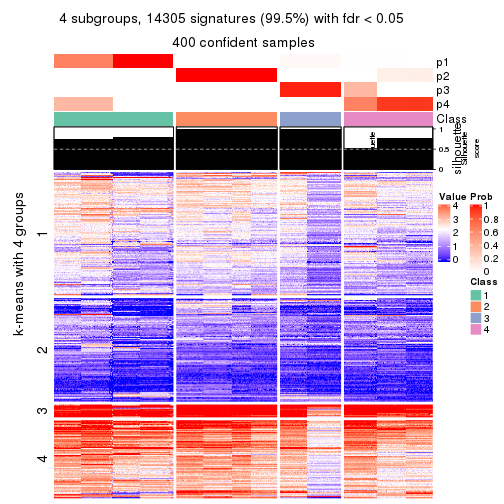 4 subgroups, 14305 signatures (99.5%) with fdr < 0.05
400 confident samples
p1
p2
p3
p4
Class
silhouette
1
0.5
0
Silhouette
score
k-means with 4 groups
1
2
3
4
Value
4
3
2
1
0
Prob
1
0.8
0.6
0.4
0.2
0
Class
1
2
3
4